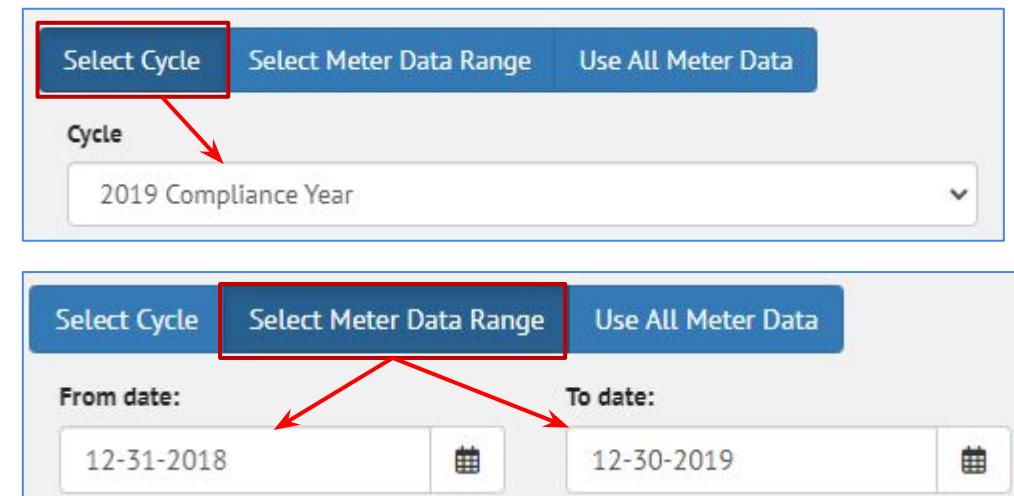 Select Cycle Select Meter Data Range Use All Meter Data
Cycle
2019 Compliance Year
Select Cycle Select Meter Data Range Use All Meter Data
From date: To date:
12-31-2018 12-30-2019